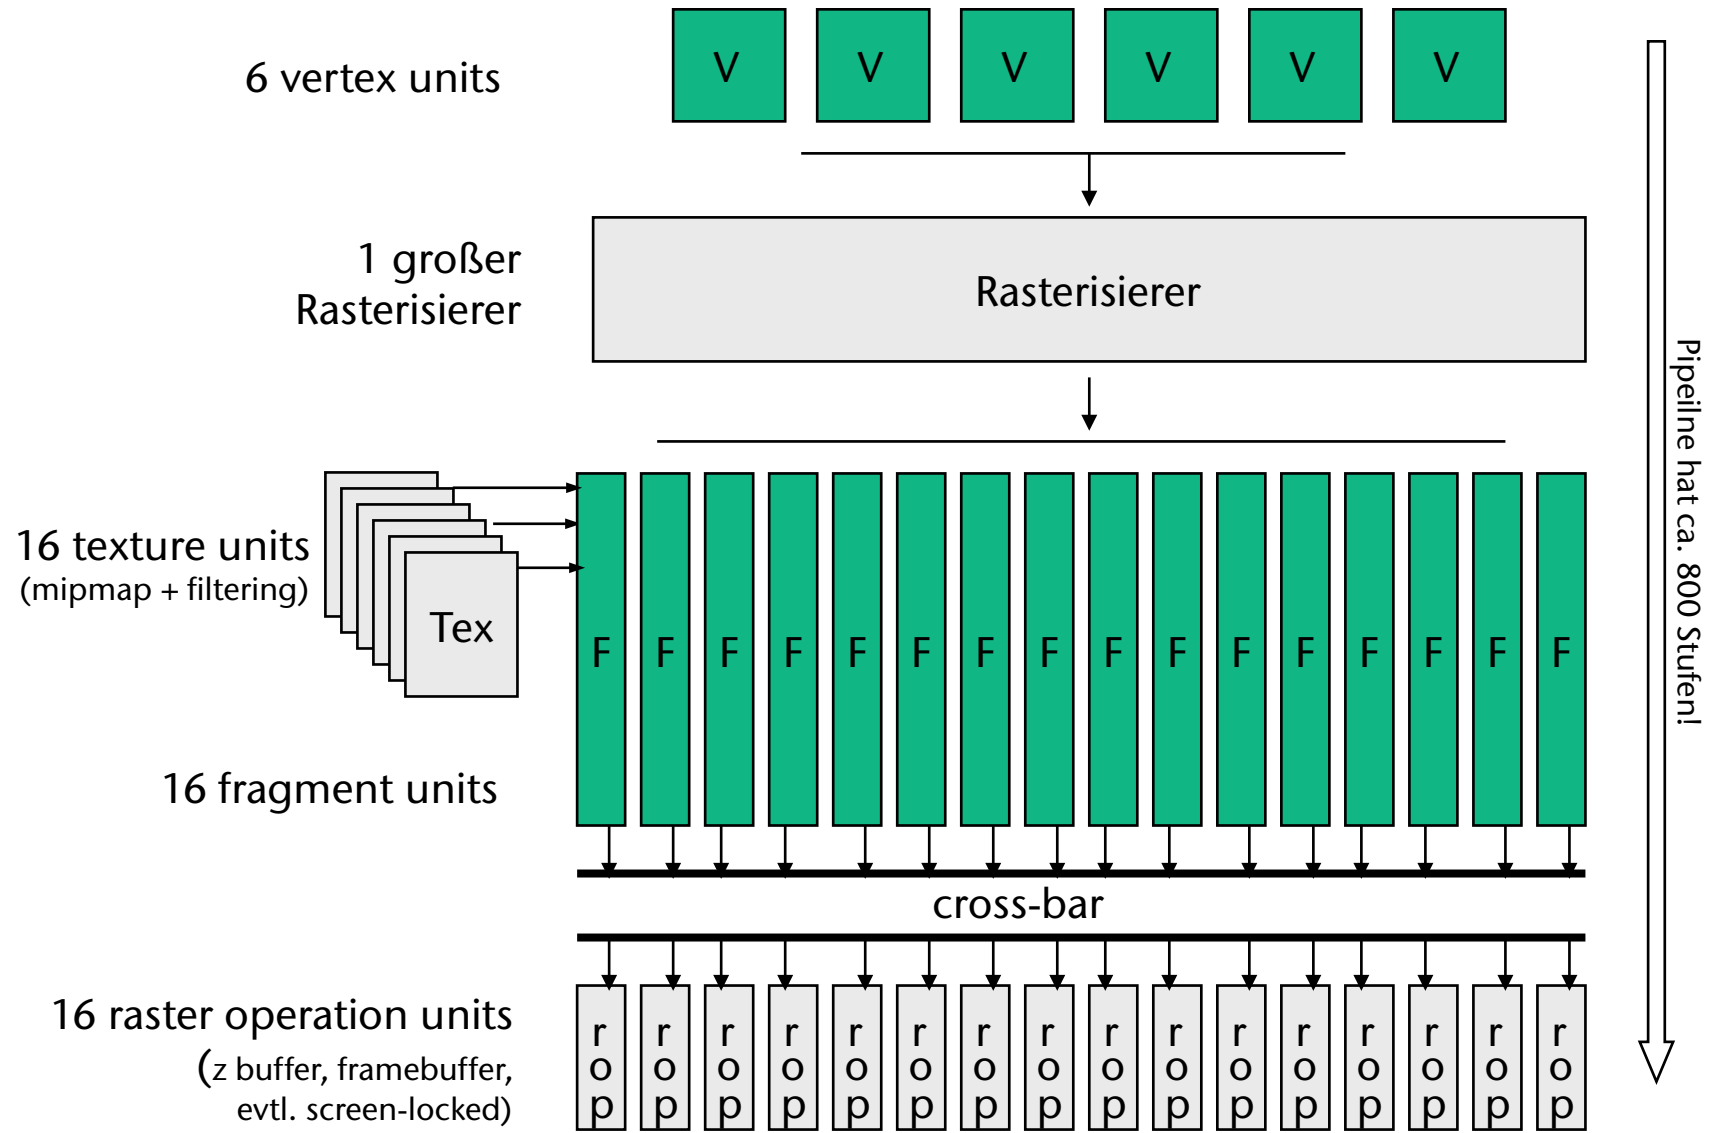 6 vertex units
V V V V V V
1 großer
Rasterisierer
Rasterisierer
16 texture units
(mipmap + filtering)
Tex
F F F F F F F F F F F F F F F F
16 fragment units
cross-bar
16 raster operation units
(z buffer, framebuffer,
evtl. screen-locked)
r r r r r r r r r r r r r r r r
o o o o o o o o o o o o o o o o
p p p p p p p p p p p p p p p p
Pipeilne hat ca. 800 Stufen!